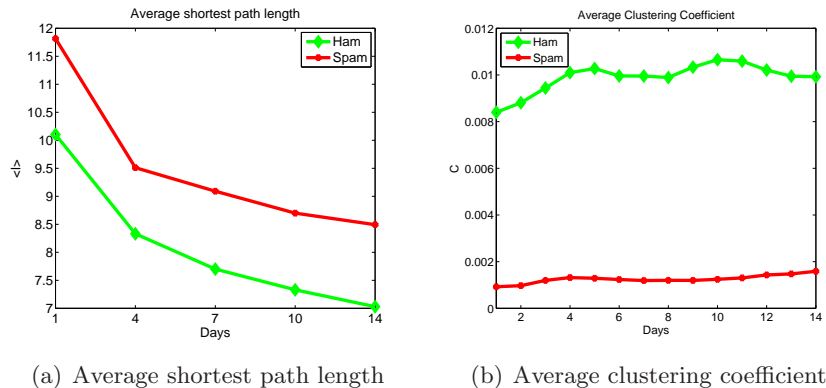 Average shortest path length
Ham
Spam
12
11.5
11
10.5
10
9.5
9
8.5
8
7.5
7
<l>
1
4
7
10
14
Days
(a) Average shortest path length
Average Clustering Coefficient
Ham
Spam
0.012
0.01
0.008
0.006
0.004
0.002
0
C
2
4
6
8
10
12
14
Days
(b) Average clustering coefficient